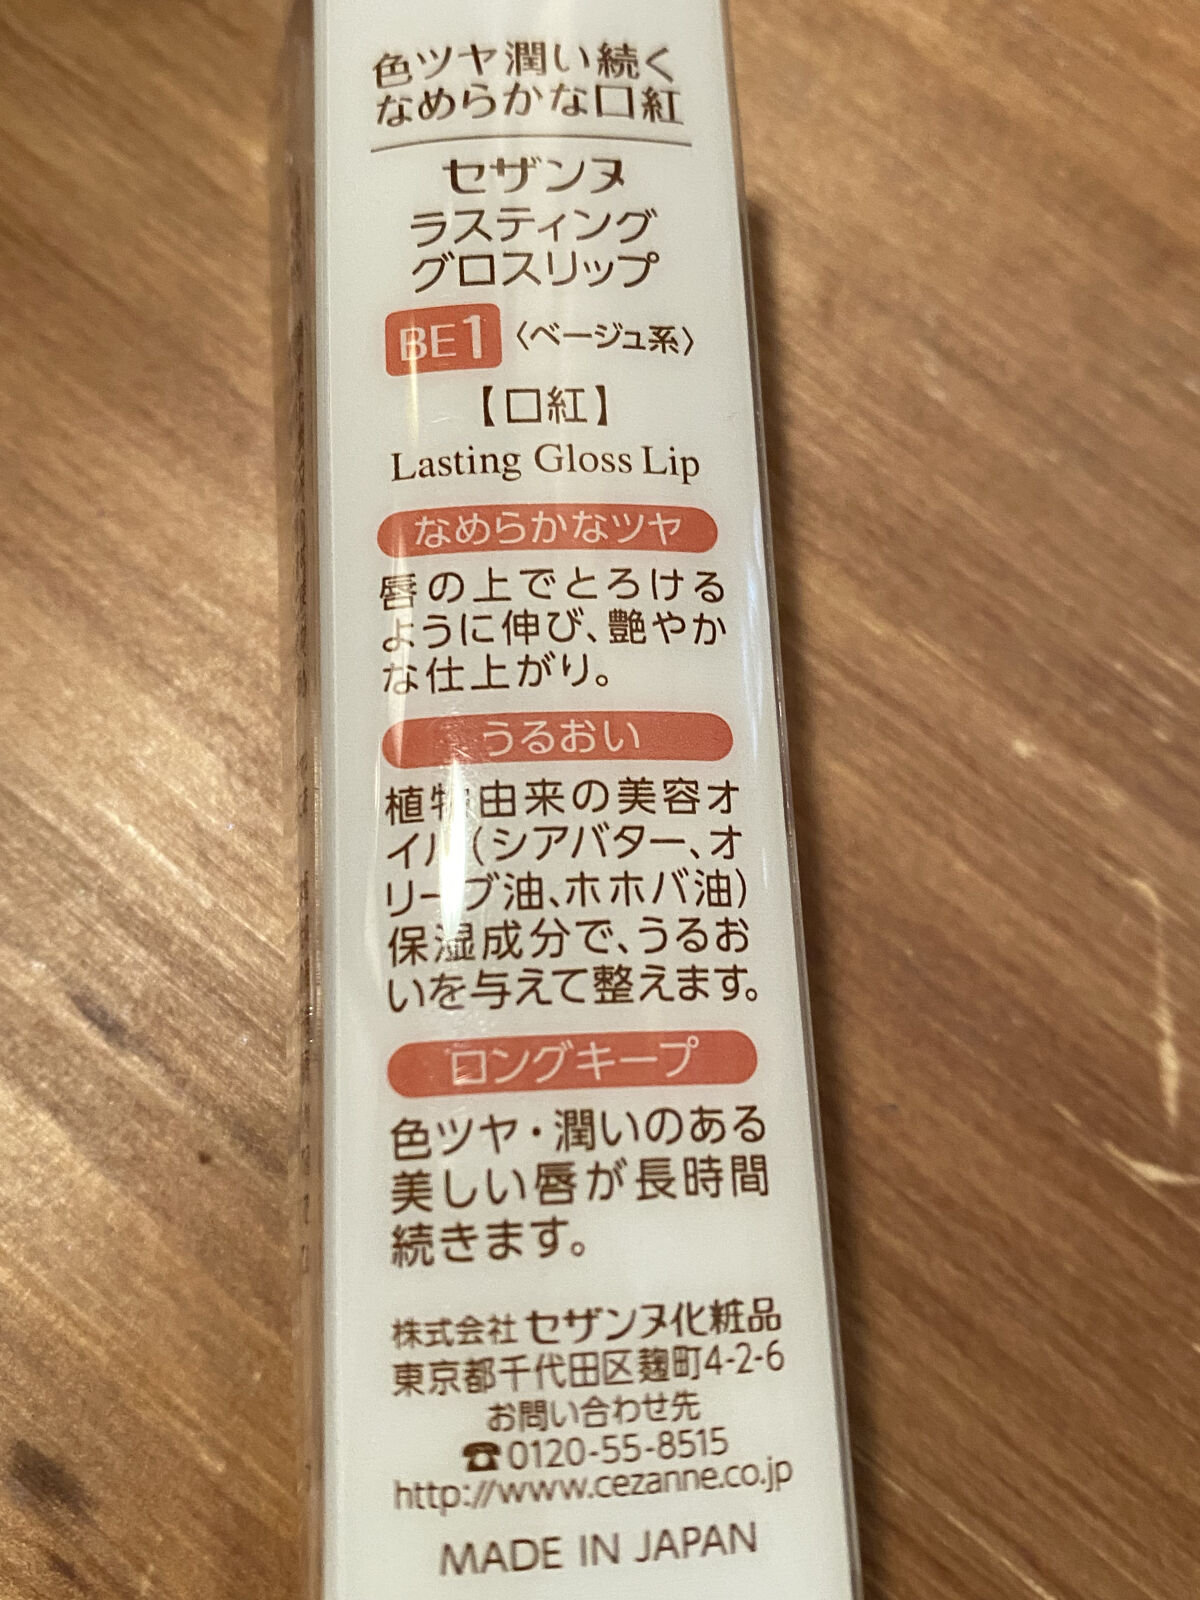 色ツヤ潤い続く
なめらかな口紅
セザンヌ
ラスティング
グロスリップ
BE1 〈ベージュ系〉
【口紅】
Lasting Gloss Lip
なめらかなツヤ
唇の上でとろける
ように伸び、艶やか
な仕上がり。
うるおい
植物由来の美容オ
イル(シアバター、オ
リーブ油、ホホバ油)
保湿成分で、うるお
いを与えて整えます。
ロングキープ
色ツヤ・潤いのある
美しい唇が長時間
続きます。
株式会社 セザンヌ化粧品
東京都千代田区麹町4-2-6
お問い合わせ先
☎0120-55-8515
http://www.cezanne.co.jp
MADE IN JAPAN